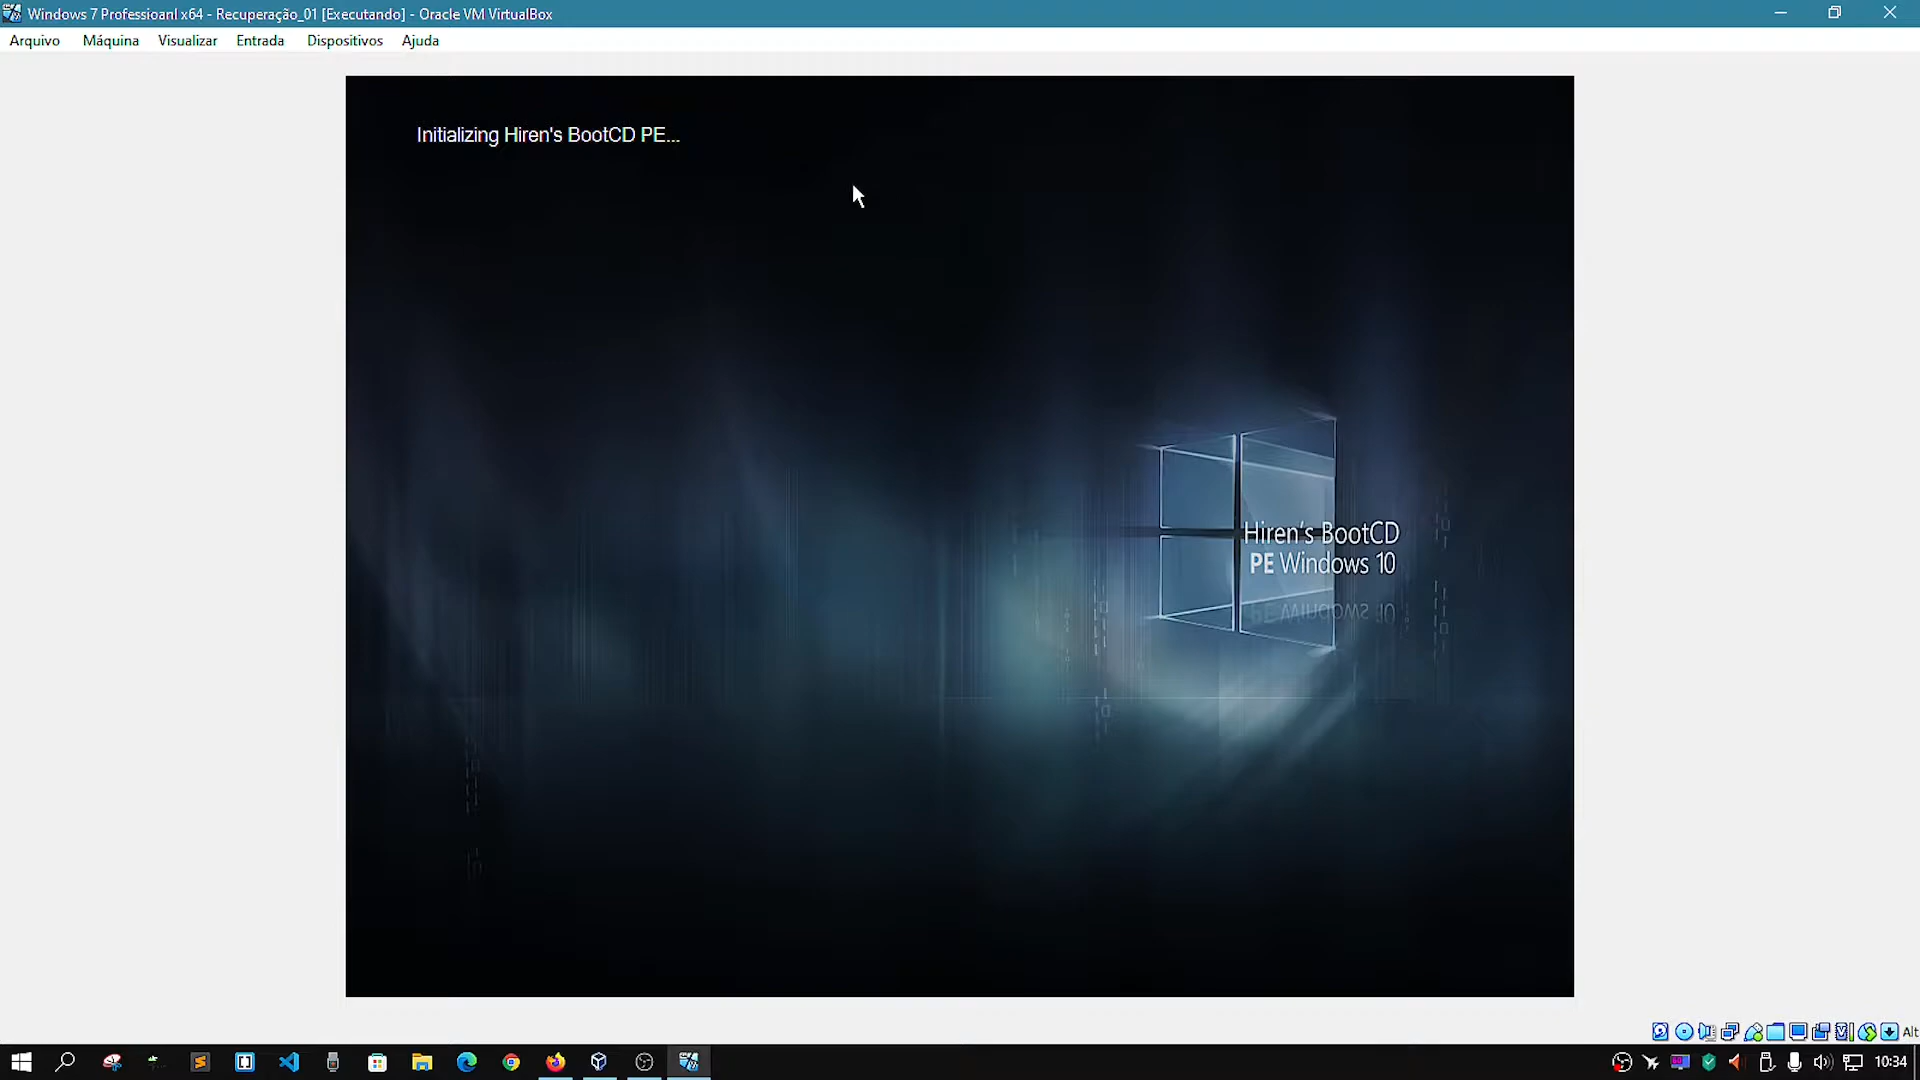 Windows 7 Professioanl x64 - Recuperação_01 [Executando] - Oracle VM VirtualBox
Arquivo Máquina Visualizar Entrada Dispositivos Ajuda
Initializing Hiren's BootCD PE...
Hiren's BootCD
PE Windows 10
Alt
10:34